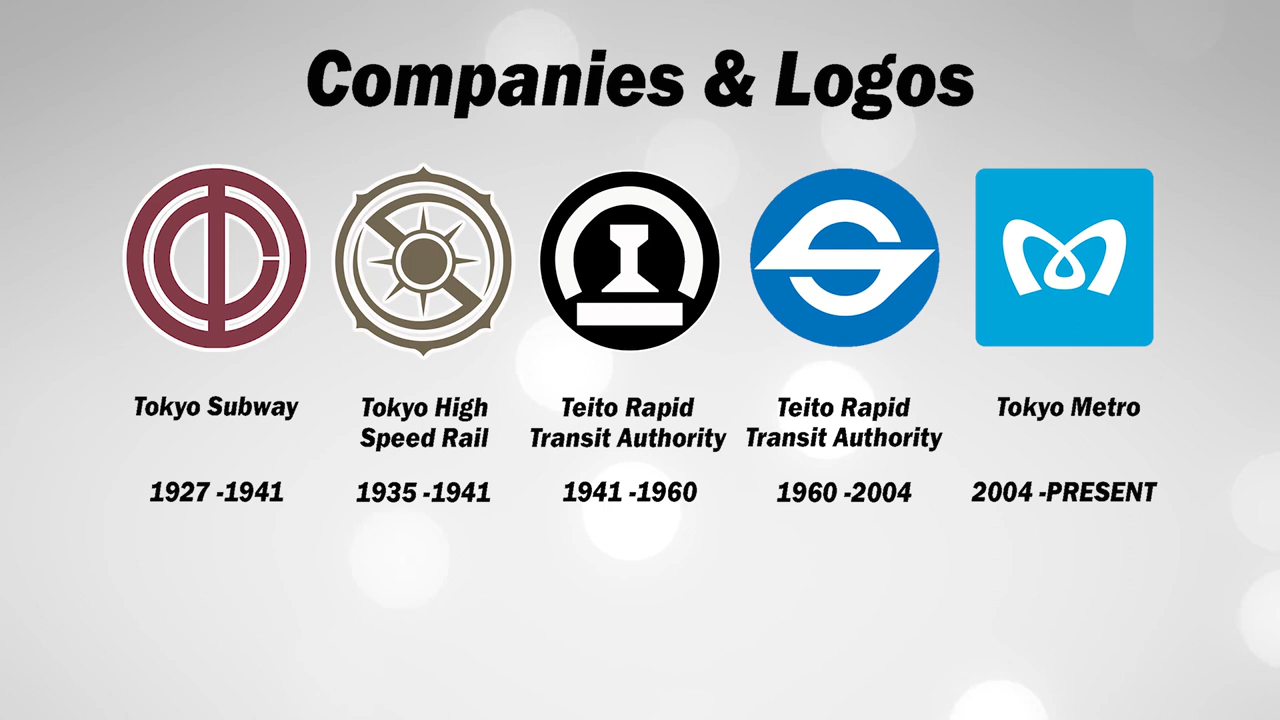 Companies & Logos
Tokyo Subway
Tokyo High
Speed Rail
Teito Rapid
Transit Authority
Teito Rapid
Transit Authority
Tokyo Metro
1927 -1941
1935 -1941
1941 -1960
1960 -2004
2004 -PRESENT